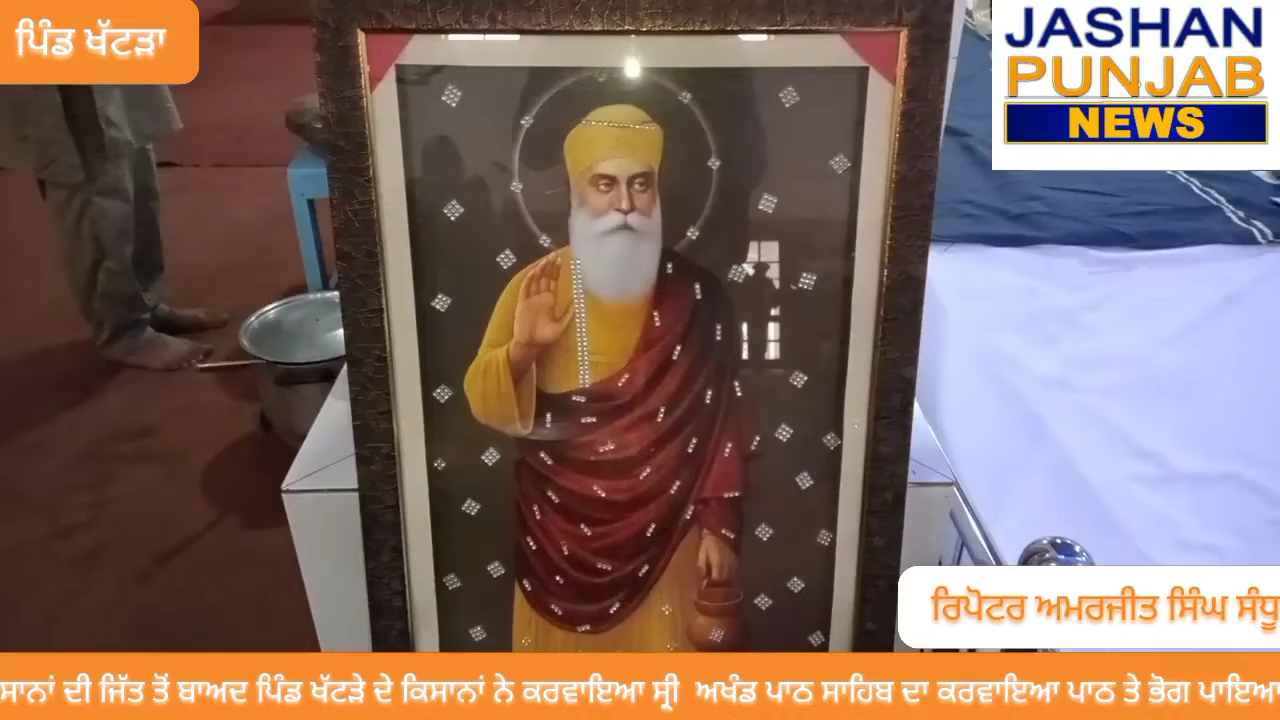 ਪਿੰਡ ਖੱਟੜਾ
JASHAN
PUNJAB
NEWS
ਰਿਪੋਟਰ ਅਮਰਜੀਤ ਸਿੰਘ ਸੰਧੂ
ਸਾਨਾਂ ਦੀ ਜਿੱਤ ਤੋਂ ਬਾਅਦ ਪਿੰਡ ਖੱਟੜੇ ਦੇ ਕਿਸਾਨਾਂ ਨੇ ਕਰਵਾਇਆ ਸ੍ਰੀ ਅਖੰਡ ਪਾਠ ਸਾਹਿਬ ਦਾ ਕਰਵਾਇਆ ਪਾਠ ਤੇ ਭੋਗ ਪਾਇਆ